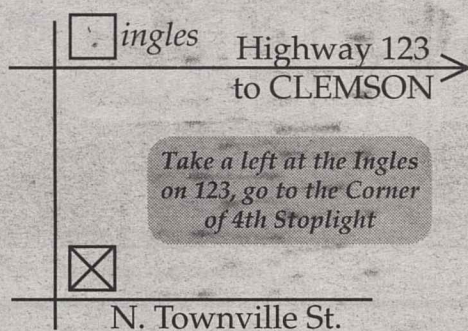 ingles
Highway 123
to CLEMSON
Take a left at the Ingles
on 123, go to the Corner
of 4th Stoplight
N. Townville St.